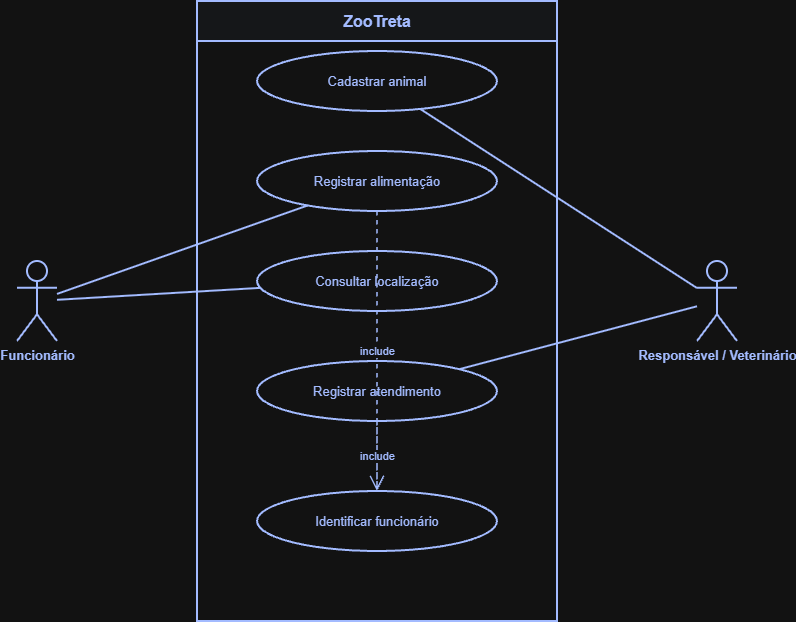 ZooTreta
Cadastrar animal
Registrar alimentação
Consultar localização
Funcionário
include
Responsável / Veterinário
Registrar atendimento
include
Identificar funcionário